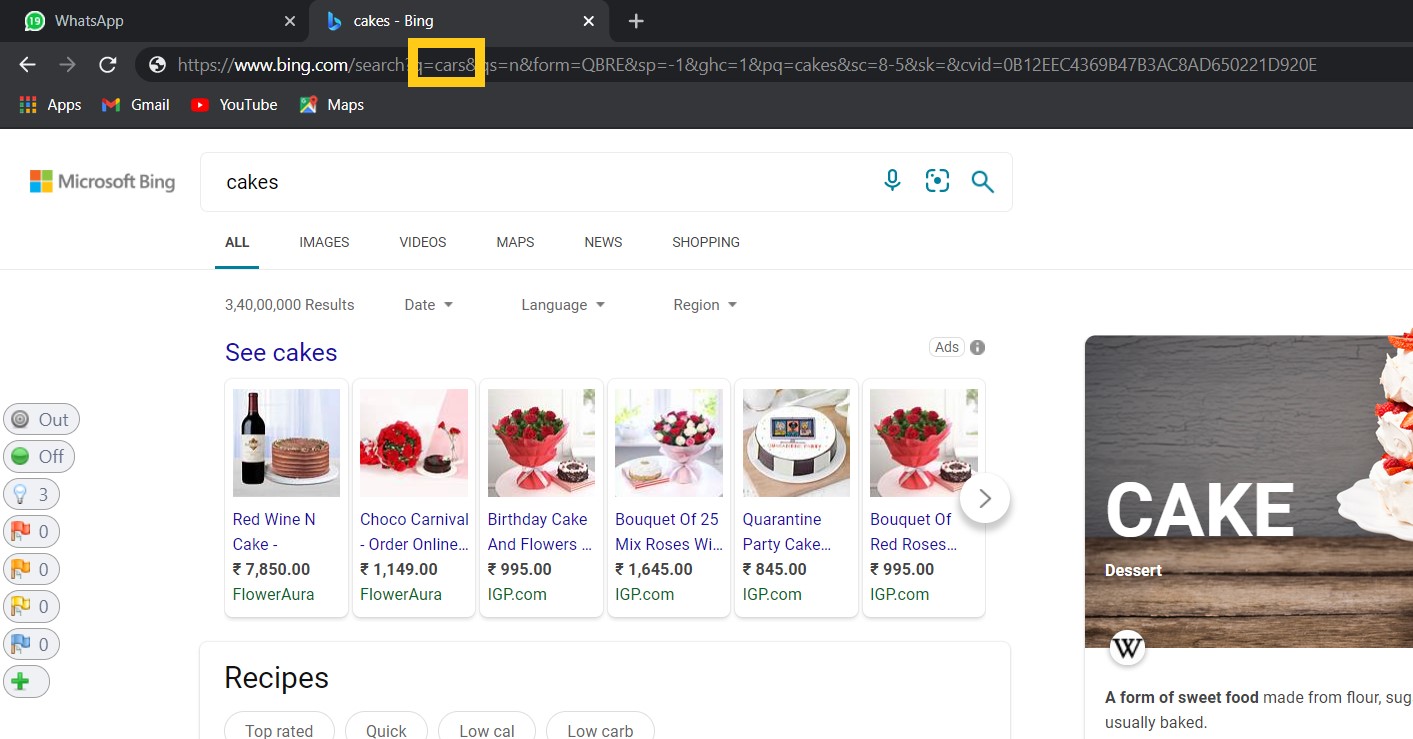 19 WhatsApp
cakes - Bing
https://www.bing.com/search?q=cars&qs=n&form=QBRE&sp=-1&ghc=1&pq=cakes&sc=8-5&sk=&cvid=0B12EEC4369B47B3AC8AD650221D920E
Apps Gmail YouTube Maps
Microsoft Bing
cakes
ALL IMAGES VIDEOS MAPS NEWS SHOPPING
3,40,00,000 Results Date Language Region
See cakes
Ads
Red Wine N
Cake -
₹ 7,850.00
FlowerAura
Choco Carnival
- Order Online...
₹ 1,149.00
FlowerAura
Birthday Cake
And Flowers ...
₹ 995.00
IGP.com
Bouquet Of 25
Mix Roses Wi...
₹ 1,645.00
IGP.com
Quarantine
Party Cake...
₹ 845.00
IGP.com
Bouquet Of
Red Roses...
₹ 995.00
IGP.com
Out
Off
3
0
0
0
0
Recipes
Top rated Quick Low cal Low carb
CAKE
Dessert
W
A form of sweet food made from flour, sug
usually baked.